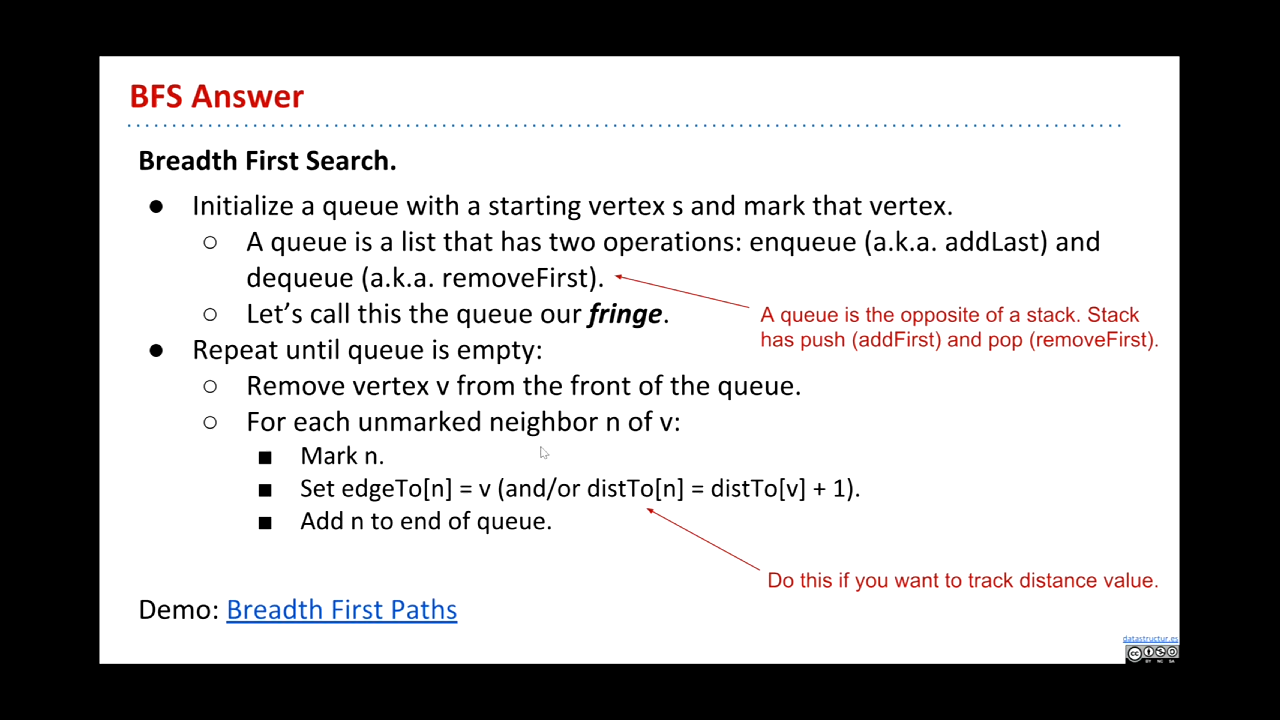 BFS Answer
Breadth First Search.
● Initialize a queue with a starting vertex s and mark that vertex.
○ A queue is a list that has two operations: enqueue (a.k.a. addLast) and
dequeue (a.k.a. removeFirst).
○ Let's call this the queue our fringe.
A queue is the opposite of a stack. Stack
has push (addFirst) and pop (removeFirst).
● Repeat until queue is empty:
○ Remove vertex v from the front of the queue.
○ For each unmarked neighbor n of v:
■ Mark n.
■ Set edgeTo[n] = v (and/or distTo[n] = distTo[v] + 1).
■ Add n to end of queue.
Do this if you want to track distance value.
Demo: Breadth First Paths
datastructur.es
cc
BY NC SA